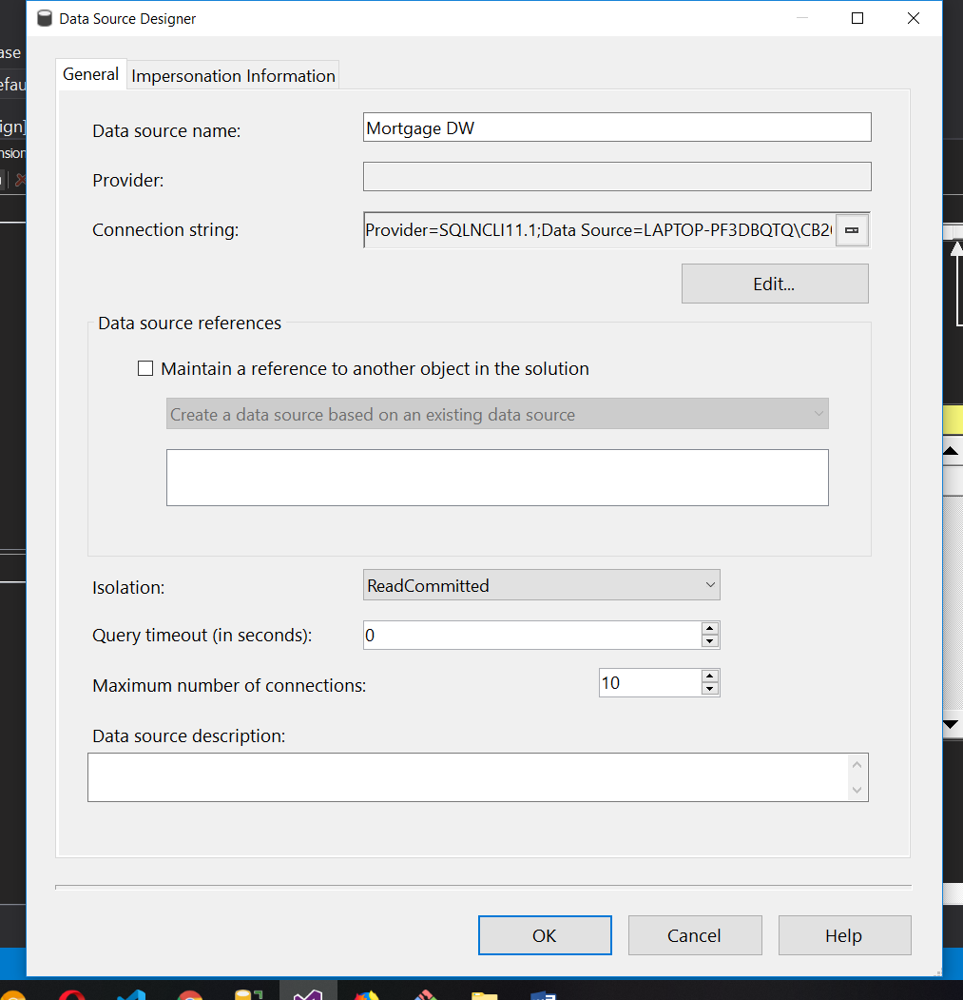 Data Source Designer
ase
efau
ign]
nsion
General
Impersonation Information
Data source name:
Mortgage DW
Provider:
Connection string:
Provider=SQLNCLI11.1;Data Source=LAPTOP-PF3DBQTQ\CB2
Edit...
Data source references
Maintain a reference to another object in the solution
Create a data source based on an existing data source
Isolation:
ReadCommitted
Query timeout (in seconds):
0
Maximum number of connections:
10
Data source description:
OK
Cancel
Help